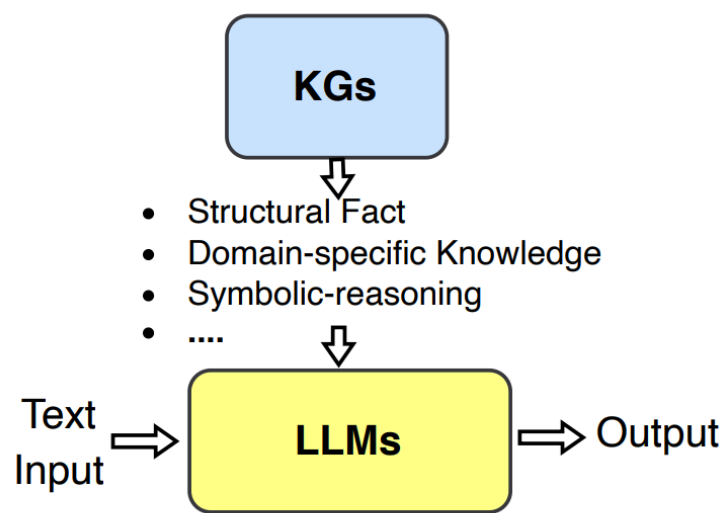 KGs
• Structural Fact
• Domain-specific Knowledge
• Symbolic-reasoning
• ....
Text
Input
LLMs
Output